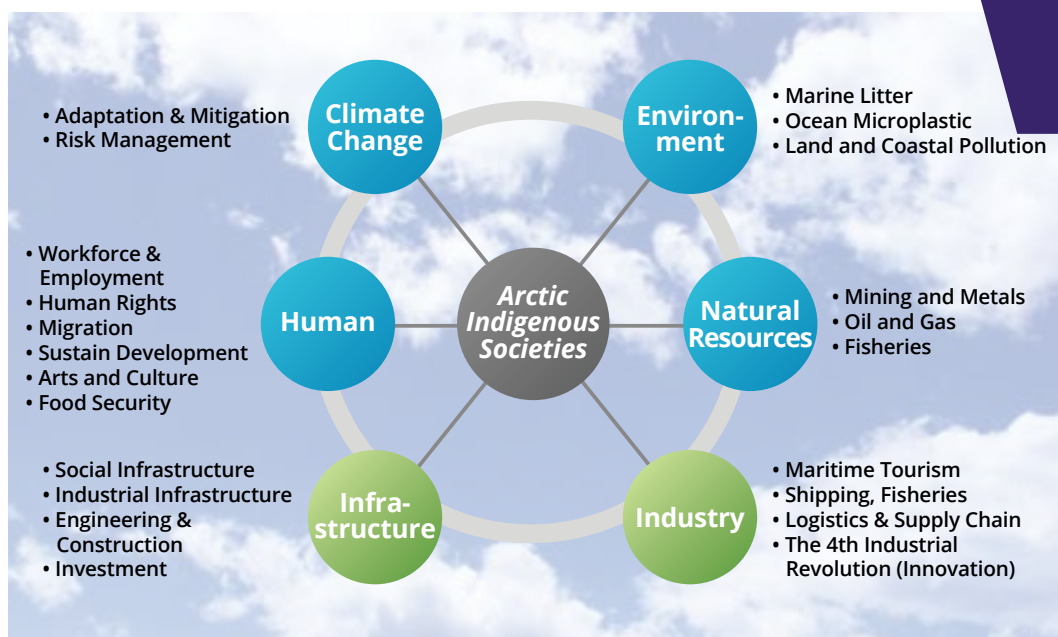 Climate
Change
• Adaptation & Mitigation
• Risk Management
Environ-
ment
• Marine Litter
• Ocean Microplastic
• Land and Coastal Pollution
Human
• Workforce &
Employment
• Human Rights
• Migration
• Sustain Development
• Arts and Culture
• Food Security
Arctic
Indigenous
Societies
Natural
Resources
• Mining and Metals
• Oil and Gas
• Fisheries
Infra-
structure
• Social Infrastructure
• Industrial Infrastructure
• Engineering &
Construction
• Investment
Industry
• Maritime Tourism
• Shipping, Fisheries
• Logistics & Supply Chain
• The 4th Industrial
Revolution (Innovation)